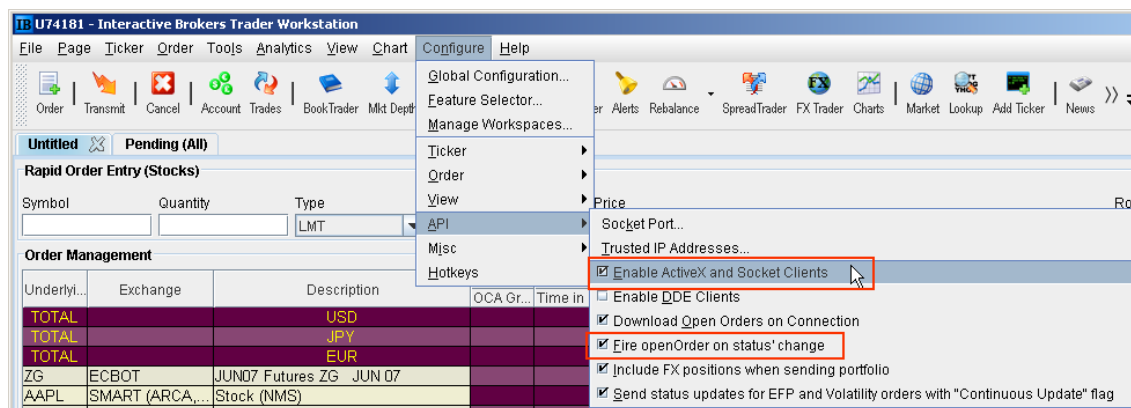 IB U74181 - Interactive Brokers Trader Workstation
File Page Ticker Order Tools Analytics View Chart Configure Help
Order Transmit Cancel Account Trades BookTrader Mkt Dept er Alerts Rebalance SpreadTrader FX Trader Charts Market Lookup Add Ticker News
Global Configuration...
Feature Selector...
Manage Workspaces...
Untitled Pending (All)
Ticker
Rapid Order Entry (Stocks)
Order
Symbol Quantity Type View Price Ro
LMT API Socket Port...
Misc Trusted IP Addresses...
Order Management
Hotkeys Enable ActiveX and Socket Clients
Underlyi... Exchange Description OCA Gr... Time in Enable DDE Clients
TOTAL USD Download Open Orders on Connection
TOTAL JPY Fire openOrder on status' change
TOTAL EUR
ZG ECBOT JUN07 Futures ZG JUN 07 Include FX positions when sending portfolio
AAPL SMART (ARCA,... Stock (NMS) Send status updates for EFP and Volatility orders with "Continuous Update" flag